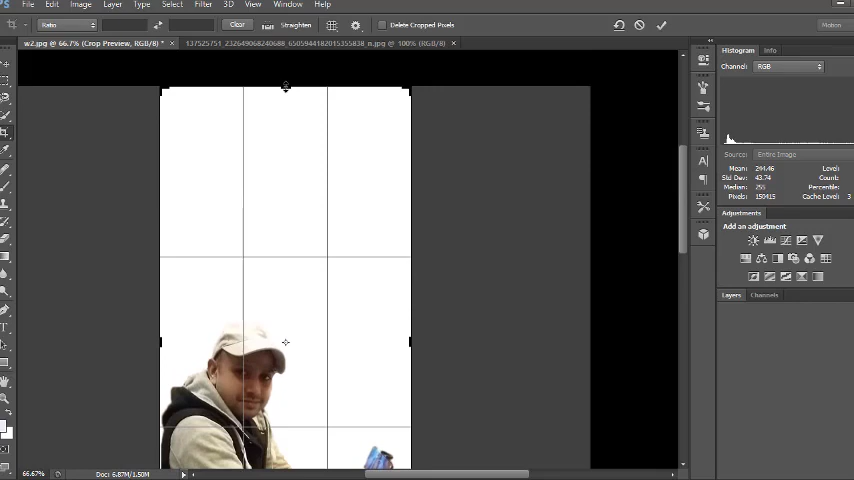 File Edit Image Layer Type Select Filter 3D View Window Help
Ratio Clear Straighten Delete Cropped Pixels Motion
w2.jpg @ 66.7% (Crop Preview, RGB/8) * × 137525751_232649068240688_6505944182015355838_n.jpg @ 100% (RGB/8) ×
Histogram Info
Channel: RGB
Source: Entire Image
Mean: 244.46 Level:
Std Dev: 43.74 Count:
Median: 255 Percentile:
Pixels: 150415 Cache Level: 3
Adjustments
Add an adjustment
Layers Channels
66.67% Doc: 6.87M/1.50M